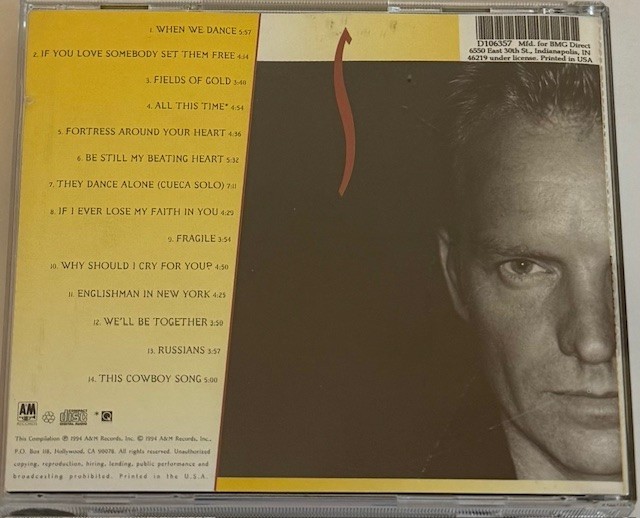 1. WHEN WE DANCE 5:57
2. IF YOU LOVE SOMEBODY SET THEM FREE 4:14
3. FIELDS OF GOLD 3:40
4. ALL THIS TIME* 4:54
5. FORTRESS AROUND YOUR HEART 4:36
6. BE STILL MY BEATING HEART 5:32
7. THEY DANCE ALONE (CUECA SOLO) 7:11
8. IF I EVER LOSE MY FAITH IN YOU 4:29
9. FRAGILE 3:54
10. WHY SHOULD I CRY FOR YOU? 4:50
11. ENGLISHMAN IN NEW YORK 4:25
12. WE'LL BE TOGETHER 3:50
13. RUSSIANS 3:57
14. THIS COWBOY SONG 5:00
D106357 Mfd. for BMG Direct
6550 East 30th St., Indianapolis, IN
46219 under license. Printed in USA
A&M
RECORDS
COMPACT
disc
DIGITAL AUDIO
*Q
This Compilation ℗ 1994 A&M Records, Inc. © 1994 A&M Records, Inc.,
P.O. Box 118, Hollywood, CA 90078. All rights reserved. Unauthorized
copying, reproduction, hiring, lending, public performance and
broadcasting prohibited. Printed in the U.S.A.